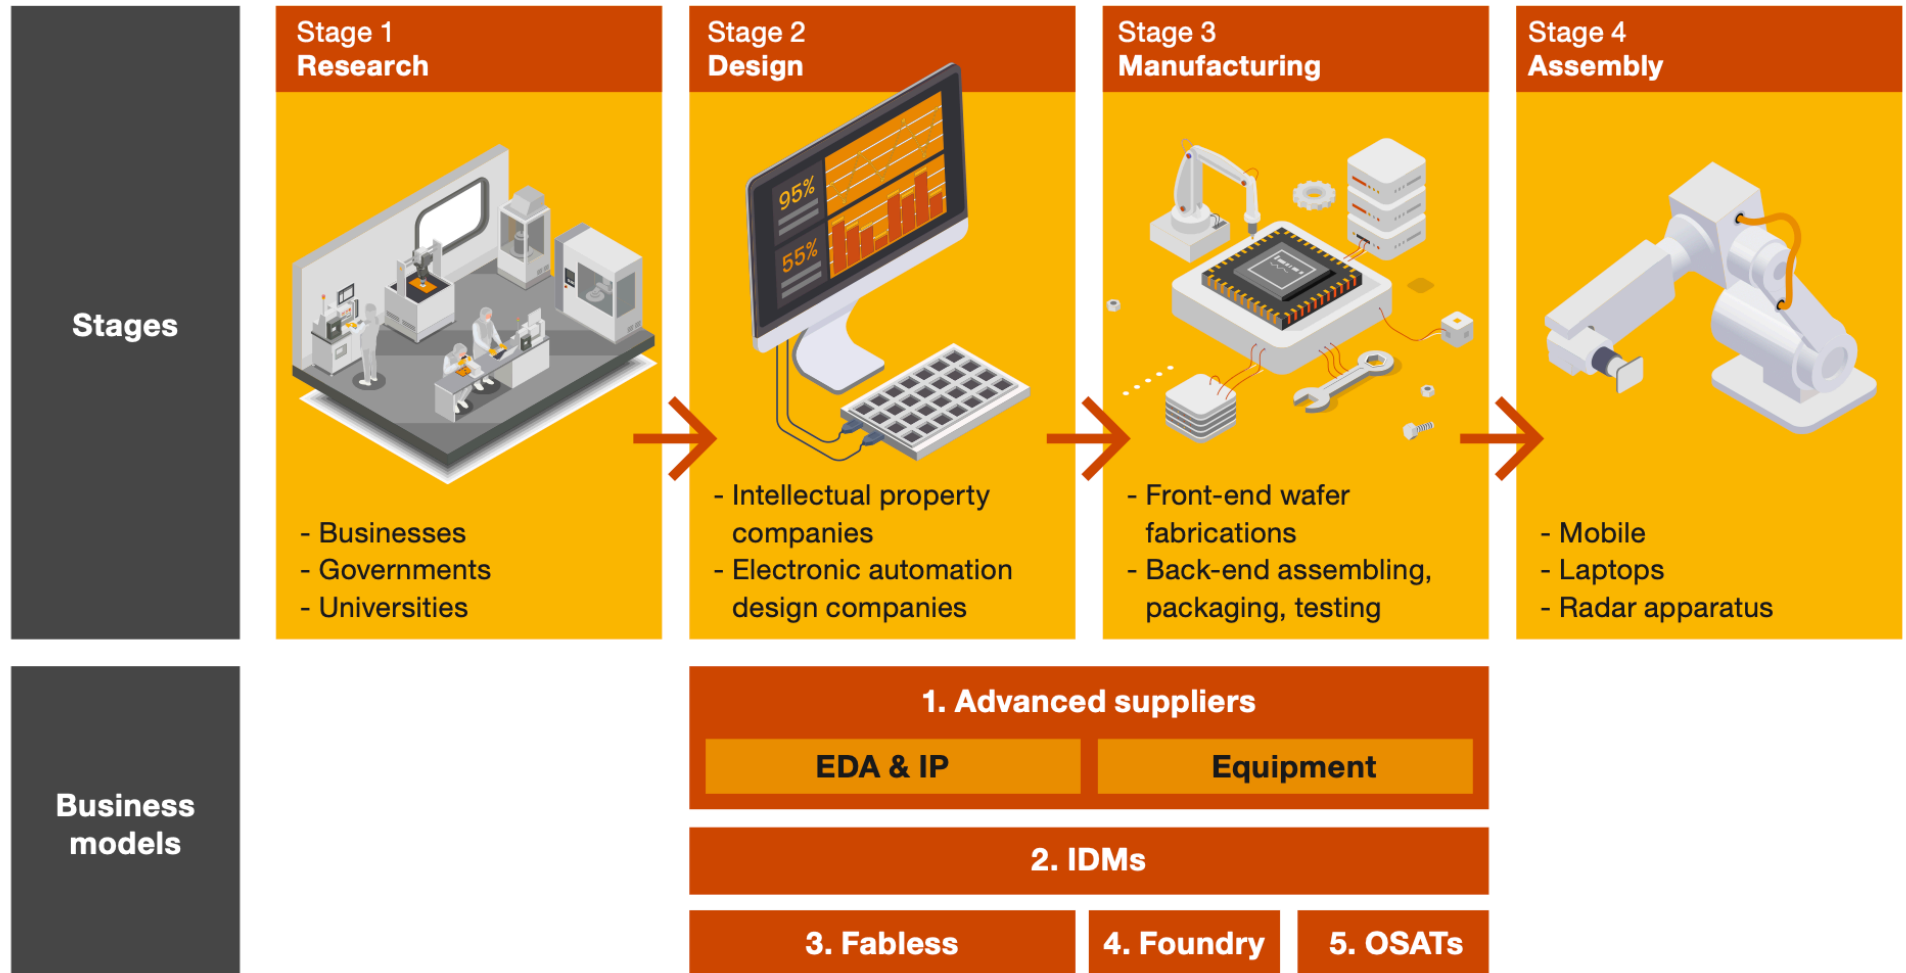 Stages
Stage 1
Research
- Businesses
- Governments
- Universities
Stage 2
Design
95%
55%
- Intellectual property
companies
- Electronic automation
design companies
Stage 3
Manufacturing
- Front-end wafer
fabrications
- Back-end assembling,
packaging, testing
Stage 4
Assembly
- Mobile
- Laptops
- Radar apparatus
Business
models
1. Advanced suppliers
EDA & IP
Equipment
2. IDMs
3. Fabless
4. Foundry
5. OSATs